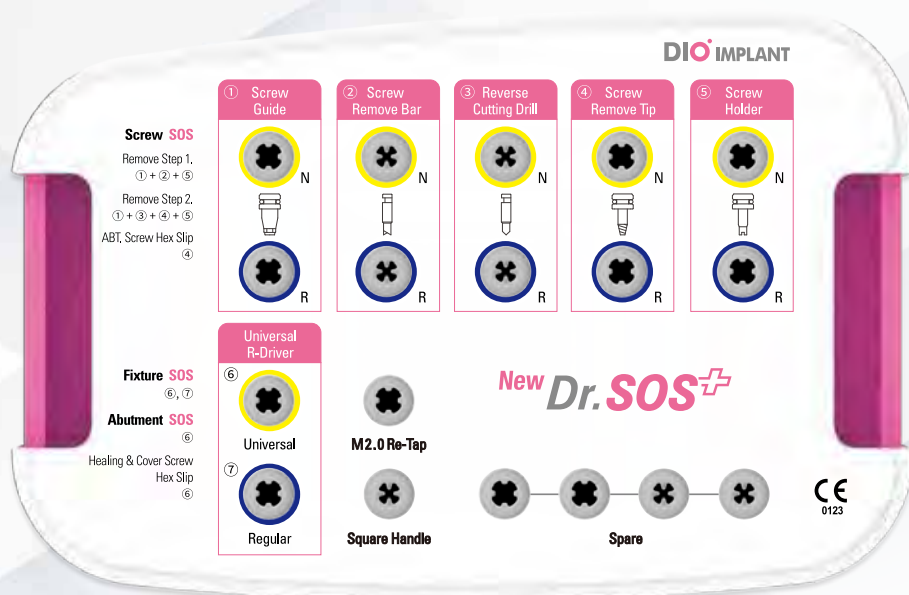 DIO IMPLANT
① Screw
Guide
② Screw
Remove Bar
③ Reverse
Cutting Drill
④ Screw
Remove Tip
⑤ Screw
Holder
Screw SOS
Remove Step 1.
① + ② + ⑤
Remove Step 2.
① + ③ + ④ + ⑤
ABT. Screw Hex Slip
④
N
N
N
N
N
R
R
R
R
R
Universal
R-Driver
Fixture SOS
⑥, ⑦
Abutment SOS
⑥
Healing & Cover Screw
Hex Slip
⑥
⑥
Universal
⑦
Regular
M2.0 Re-Tap
Square Handle
New Dr.SOS+
Spare
CE
0123